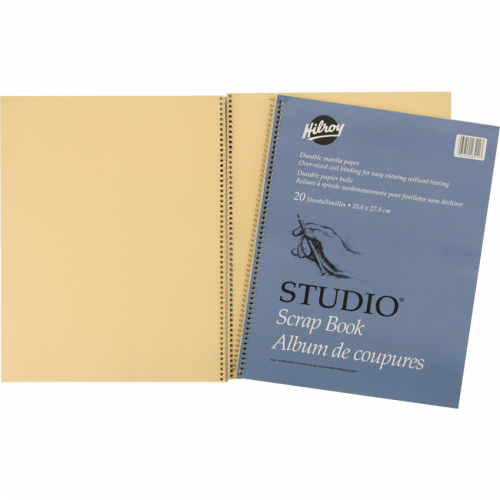 Hilroy
Durable manila paper
Over-sized coil binding for easy viewing without tearing
Durable papier bulle
Reliure à spirale surdimensionnée pour feuilleter sans déchirer
20 Sheets/Feuilles • 35.6 x 27.9 cm
STUDIO®
Scrap Book
Album de coupures